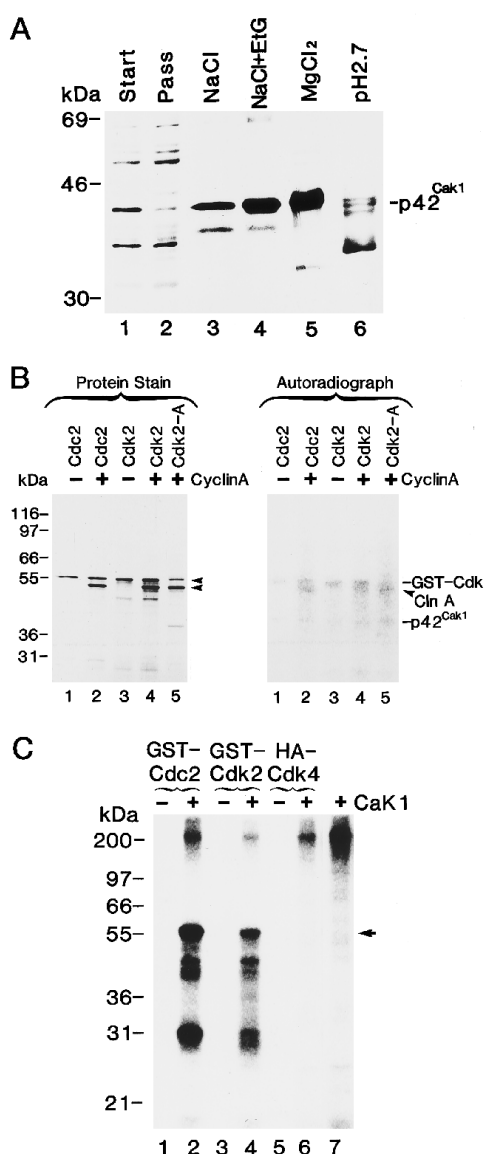 A
kDa
Start
Pass
NaCl
NaCl+EtG
MgCl2
pH2.7
69-
46-
30-
-p42Cak1
1 2 3 4 5 6
B
Protein Stain
Autoradiograph
Cdc2 Cdc2 Cdk2 Cdk2 Cdk2-A
Cdc2 Cdc2 Cdk2 Cdk2 Cdk2-A
kDa - + - + + CyclinA
- + - + + CyclinA
116-
97-
66-
55-
36-
31-
-GST-Cdk
Cln A
-p42Cak1
1 2 3 4 5
1 2 3 4 5
C
GST- GST- HA-
Cdc2 Cdk2 Cdk4
- + - + - + + CaK1
kDa
200-
97-
66-
55-
36-
31-
21-
1 2 3 4 5 6 7